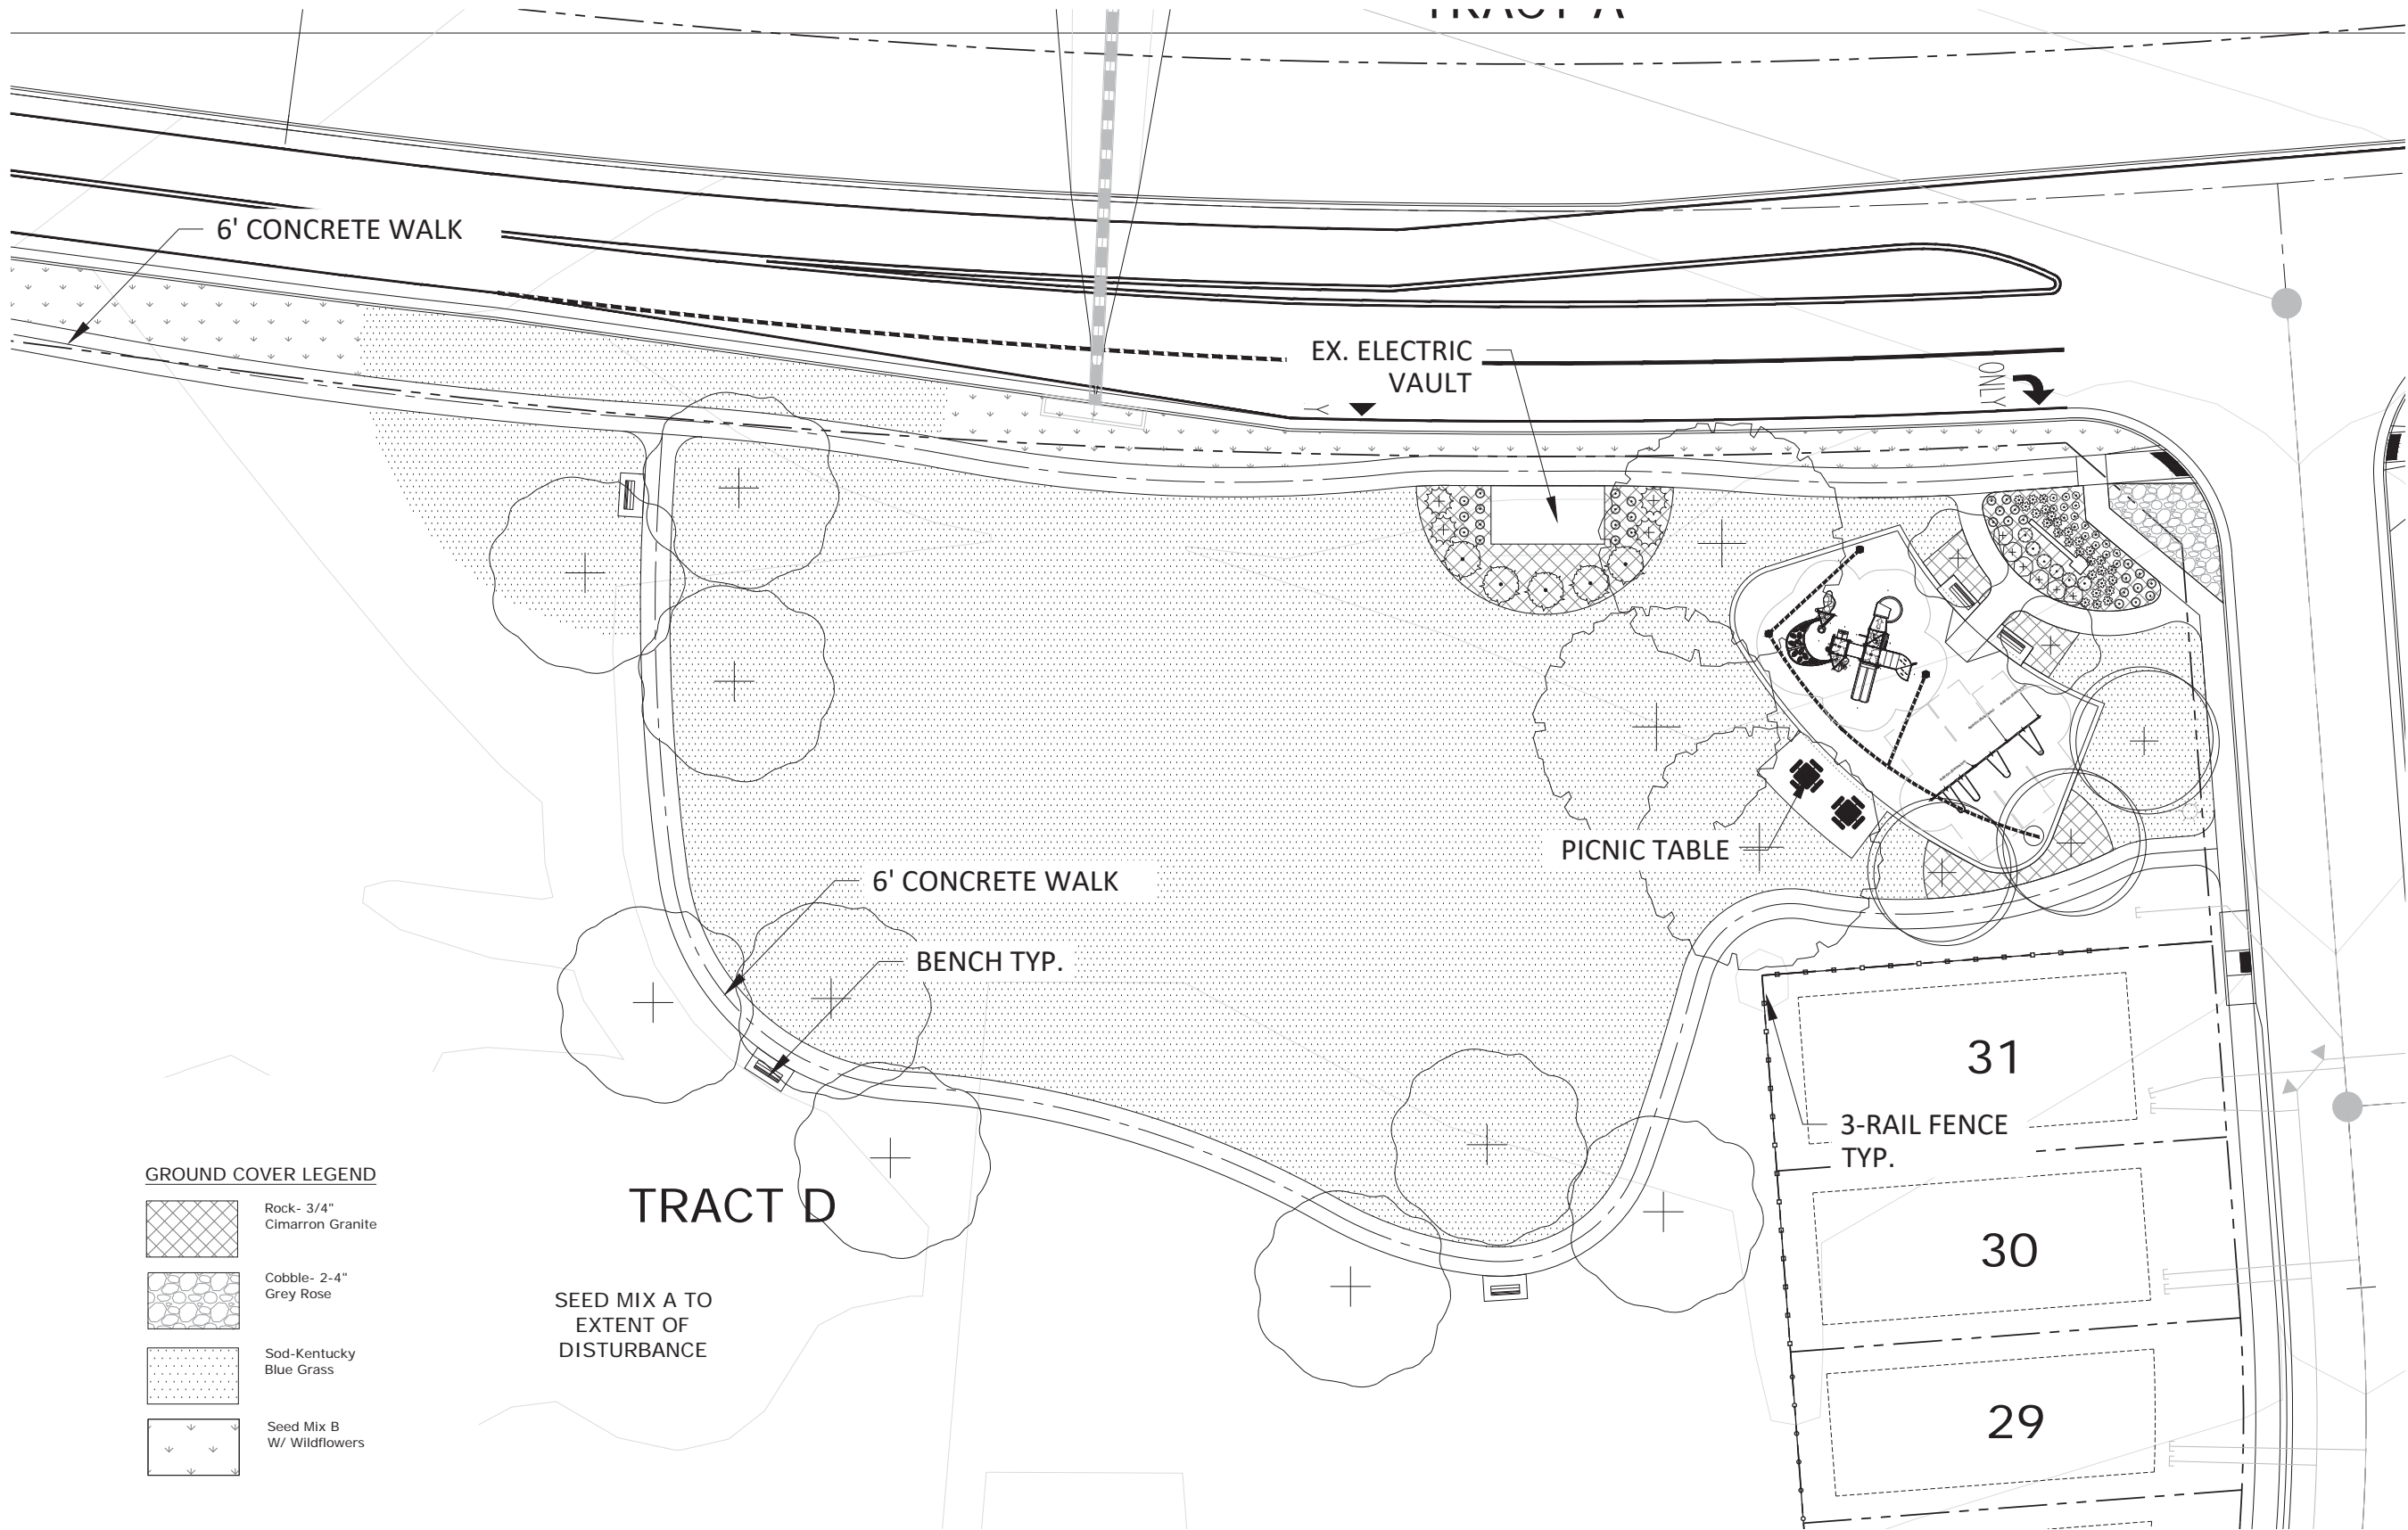 TRACT A
6' CONCRETE WALK
EX. ELECTRIC
VAULT
ONLY
PICNIC TABLE
6' CONCRETE WALK
BENCH TYP.
31
3-RAIL FENCE
TYP.
GROUND COVER LEGEND
Rock- 3/4"
Cimarron Granite
Cobble- 2-4"
Grey Rose
Sod-Kentucky
Blue Grass
Seed Mix B
W/ Wildflowers
TRACT D
SEED MIX A TO
EXTENT OF
DISTURBANCE
30
29